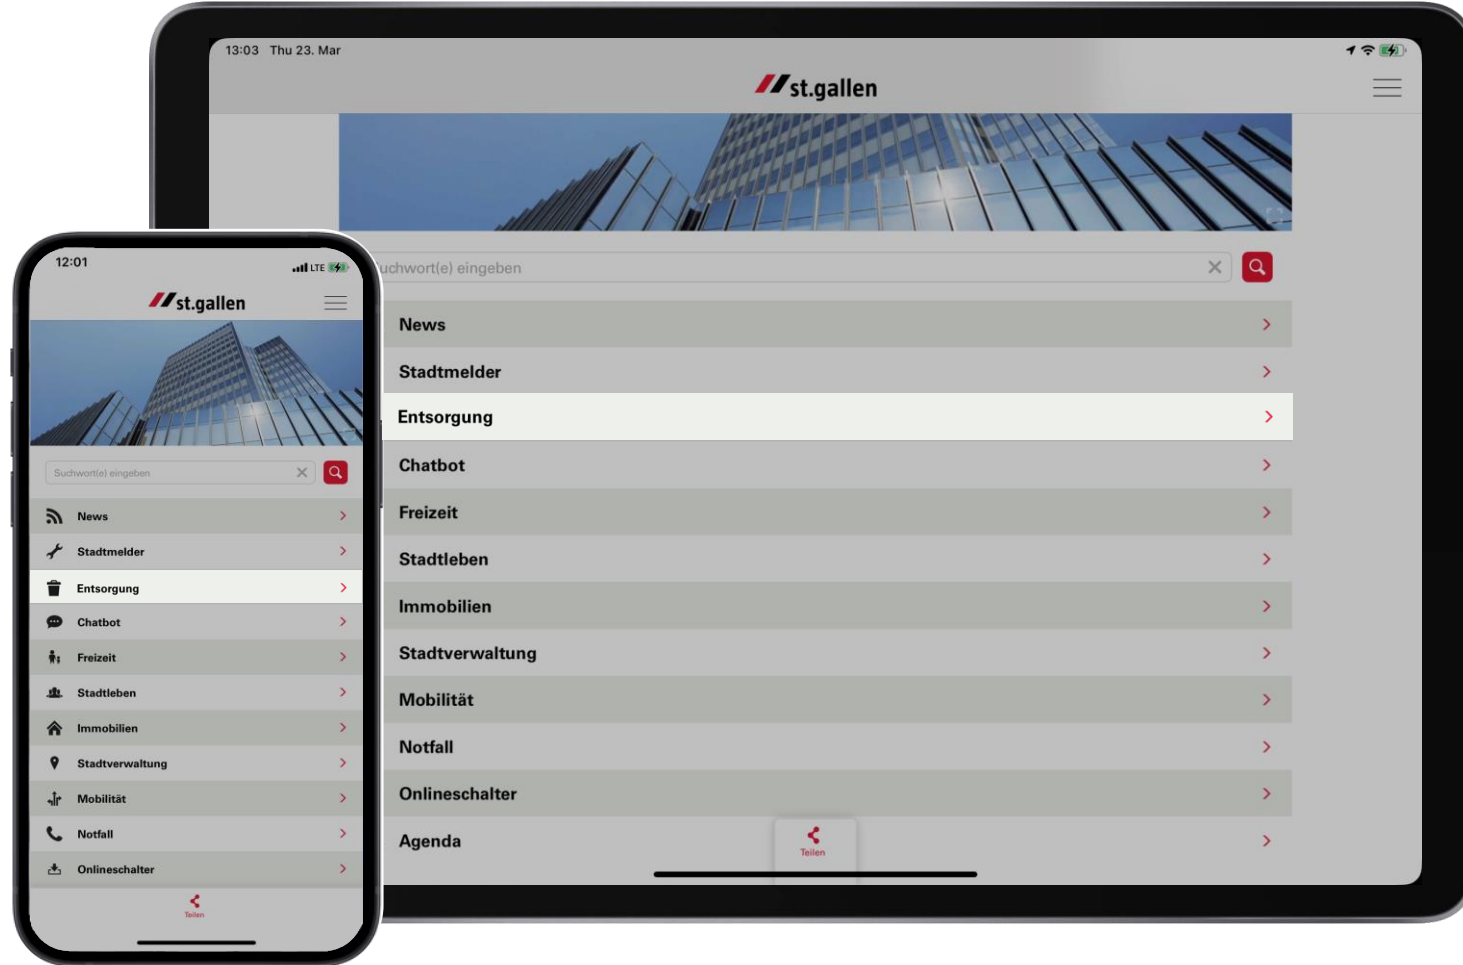 13:03 Thu 23. Mar
st.gallen
uchwort(e) eingeben
News
Stadtmelder
Entsorgung
Chatbot
Freizeit
Stadtleben
Immobilien
Stadtverwaltung
Mobilität
Notfall
Onlineschalter
Agenda
Teilen
12:01
LTE
st.gallen
Suchwort(e) eingeben
News
Stadtmelder
Entsorgung
Chatbot
Freizeit
Stadtleben
Immobilien
Stadtverwaltung
Mobilität
Notfall
Onlineschalter
Teilen